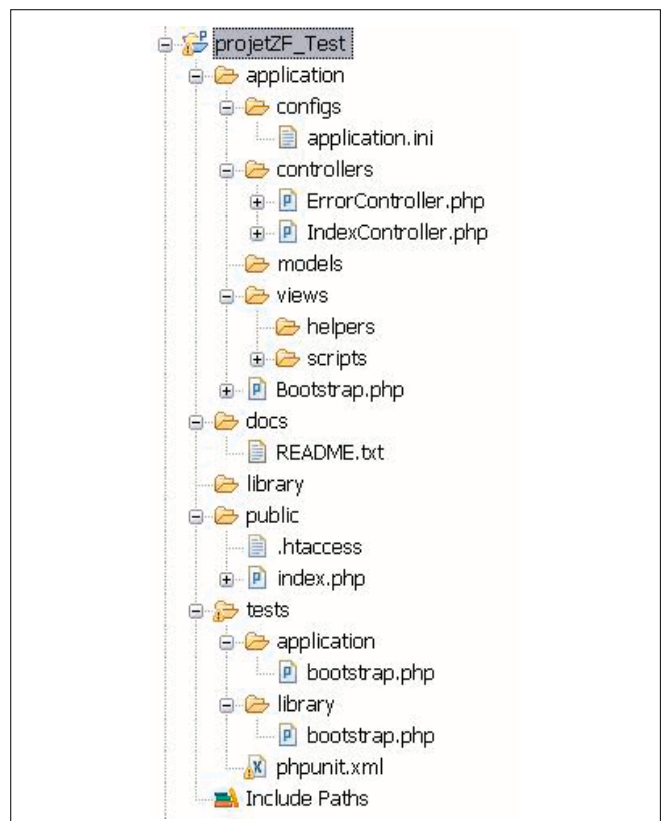 projetZF_Test
application
configs
application.ini
controllers
ErrorController.php
IndexController.php
models
views
helpers
scripts
Bootstrap.php
docs
README.txt
library
public
.htaccess
index.php
tests
application
bootstrap.php
library
bootstrap.php
phpunit.xml
Include Paths